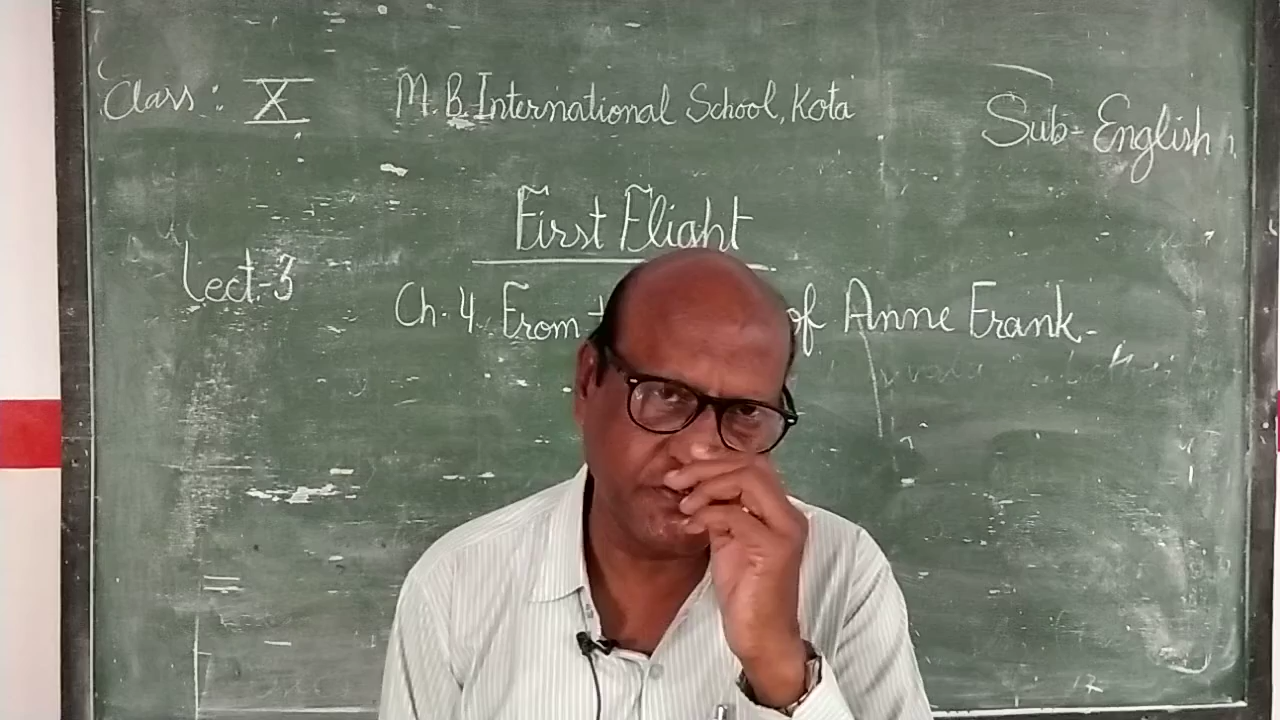 Class: X M.B. International School, Kota Sub- English
First Flight
Lect.-3
Ch. 4 From of Anne Frank.